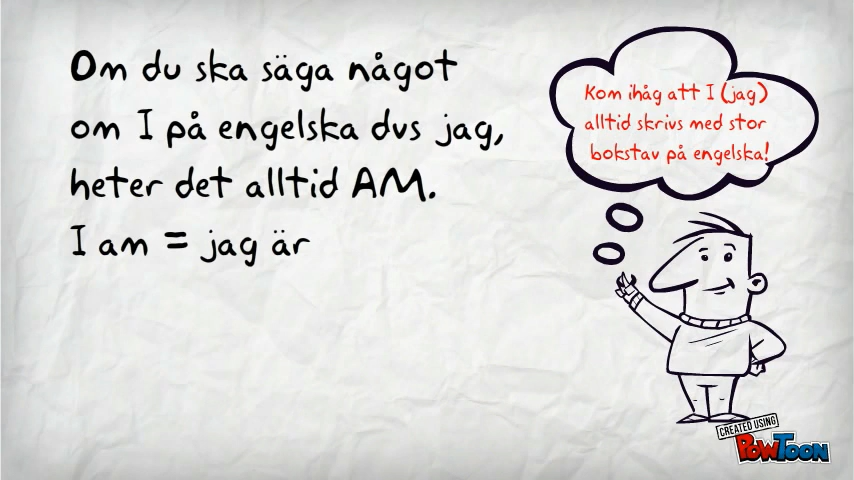 Om du ska säga något
om I på engelska dvs jag,
heter det alltid AM.
I am = jag är
Kom ihåg att I (jag)
alltid skrivs med stor
bokstav på engelska!
CREATED USING
POWTOON